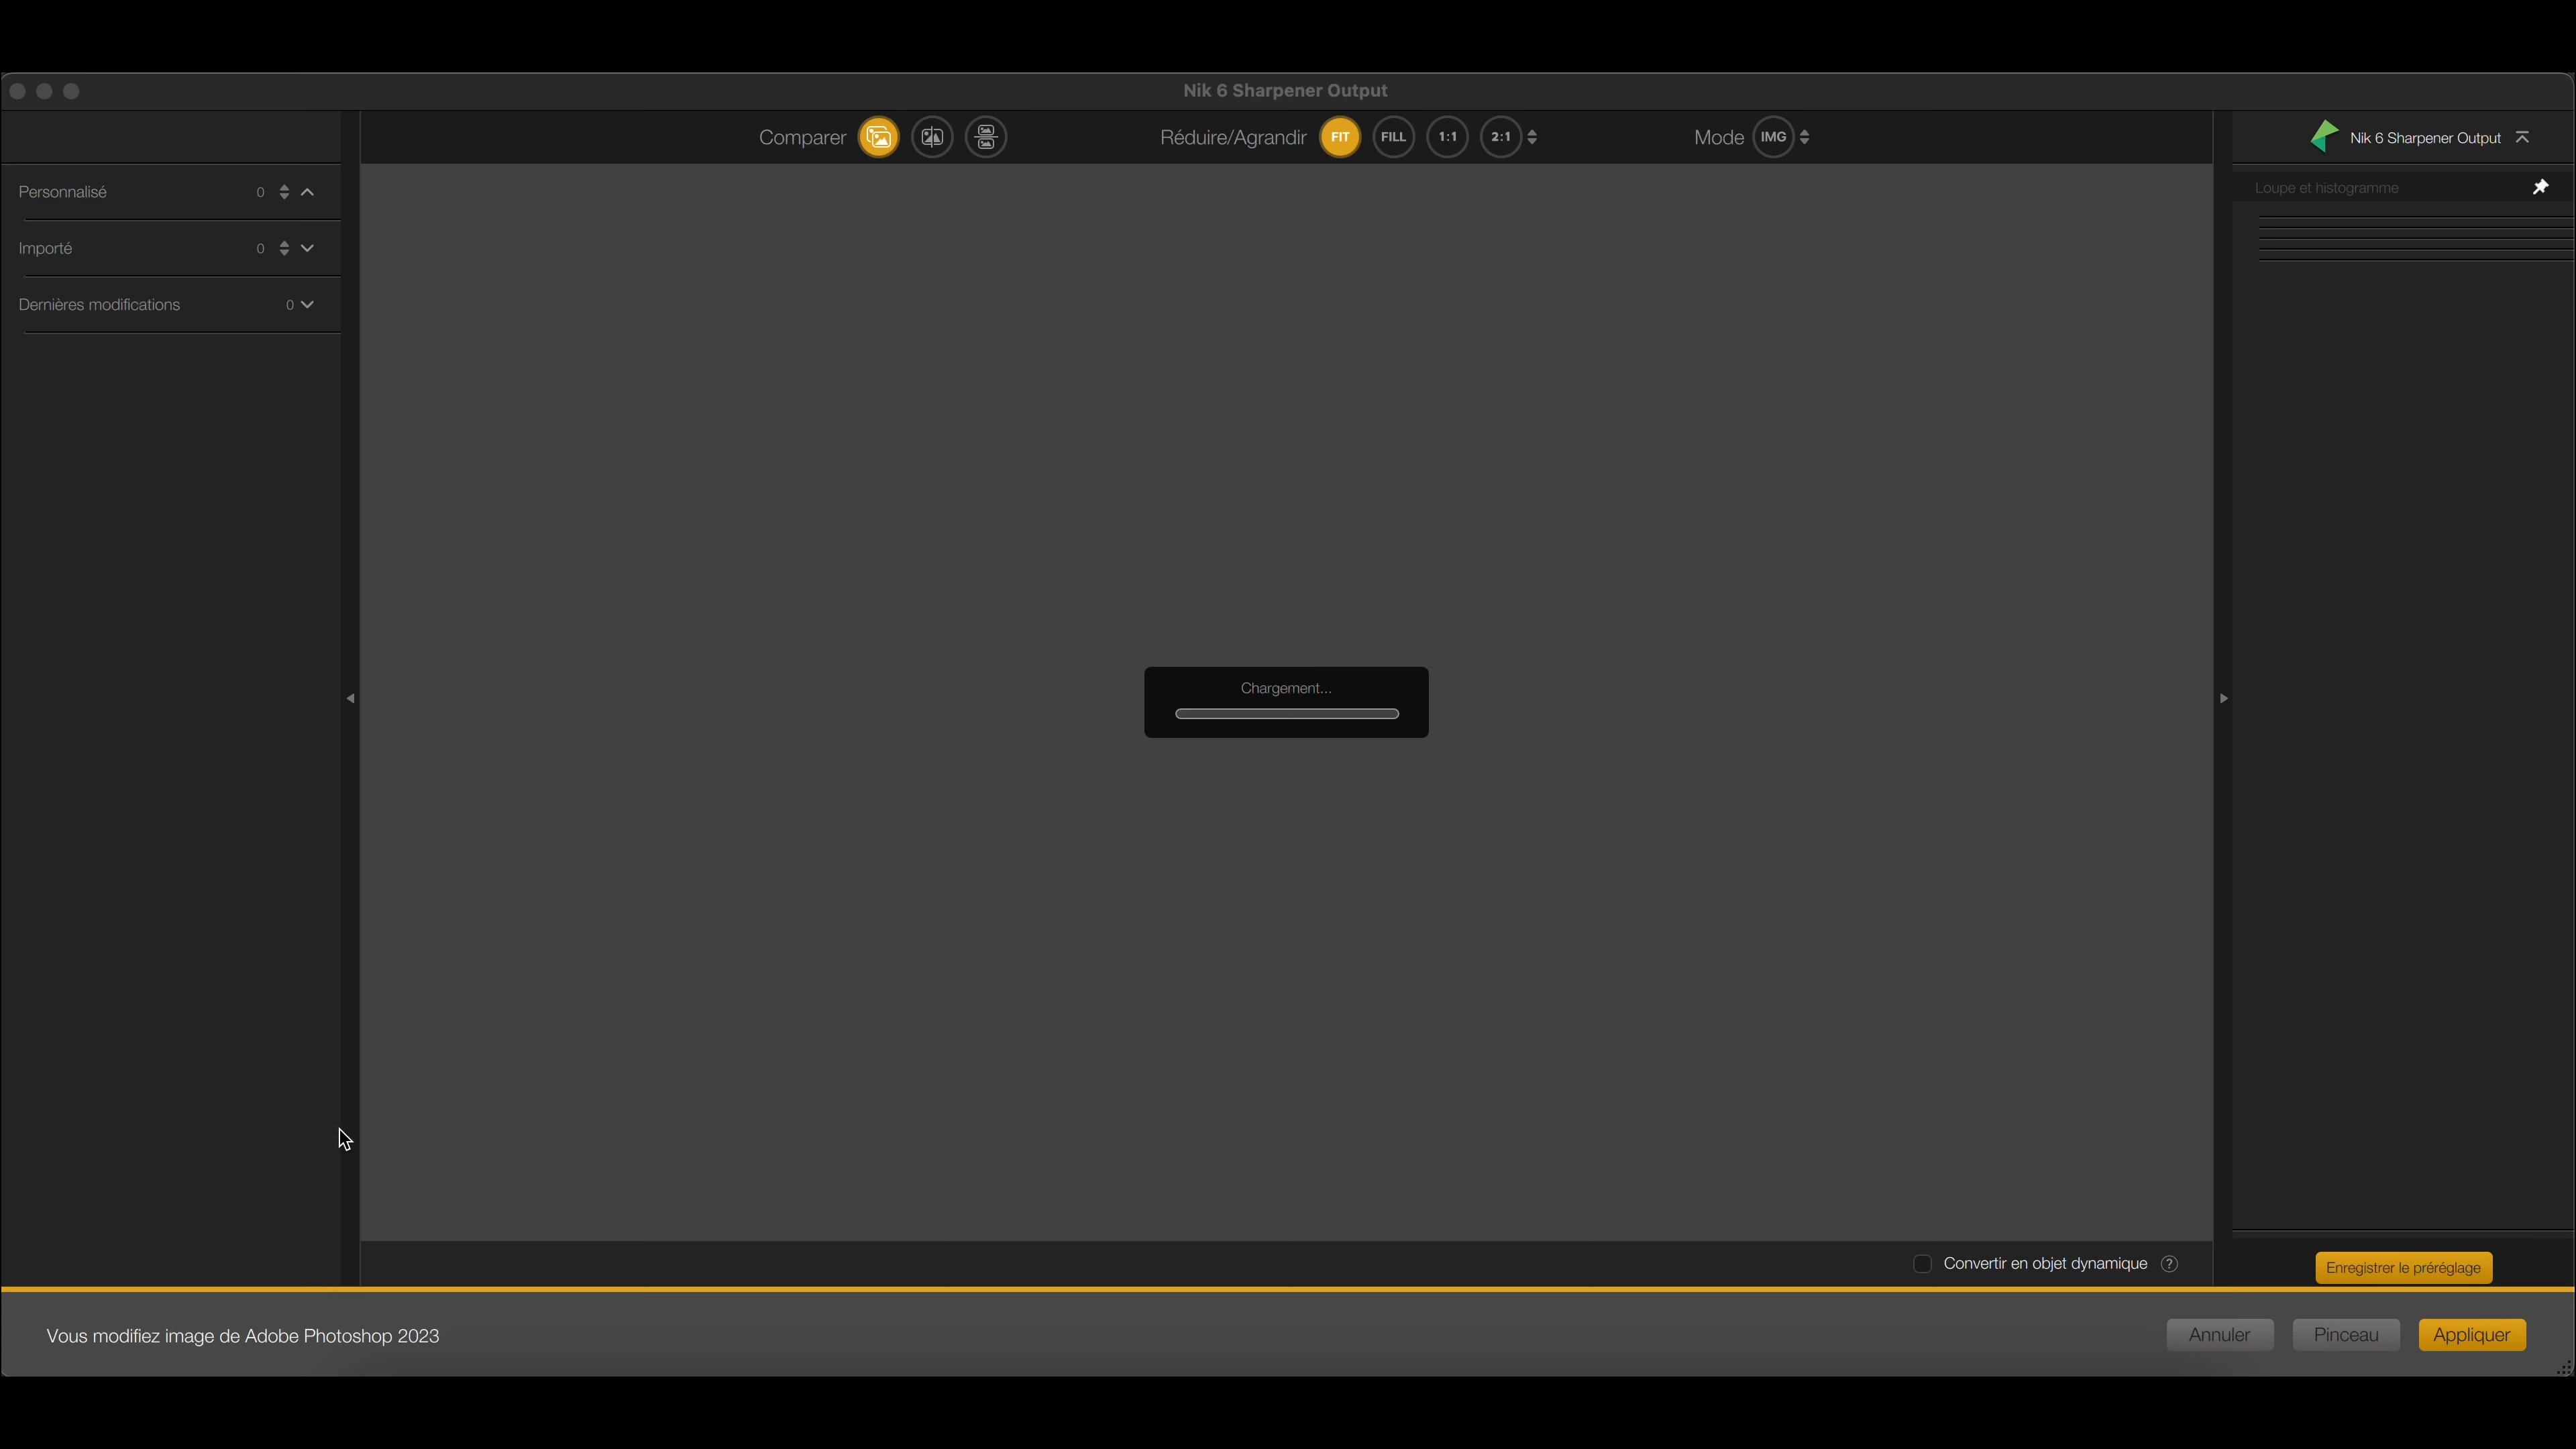 Nik 6 Sharpener Output
Comparer
Réduire/Agrandir FIT FILL 1:1 2:1
Mode IMG
Nik 6 Sharpener Output
Personnalisé 0
Importé 0
Dernières modifications 0
Loupe et histogramme
Chargement...
Convertir en objet dynamique ?
Enregistrer le préréglage
Vous modifiez image de Adobe Photoshop 2023
Annuler
Pinceau
Appliquer